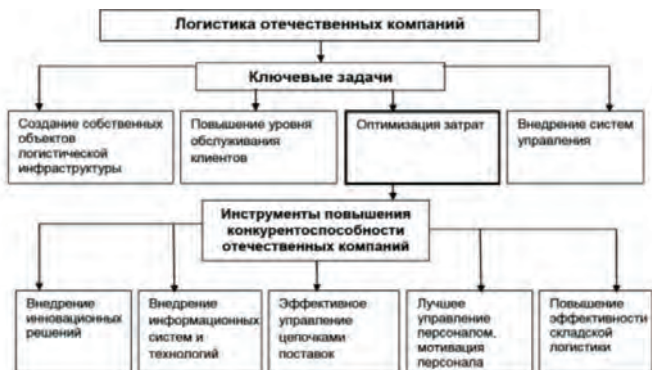 Логистика отечественных компаний
Ключевые задачи
Создание собственных
объектов
логистической
инфраструктуры
Повышение уровня
обслуживания
клиентов
Оптимизация затрат
Внедрение систем
управления
Инструменты повышения
конкурентоспособности
отечественных компаний
Внедрение
инновационных
решений
Внедрение
информационных
систем и
технологий
Эффективное
управление
цепочками
поставок
Лучшее
управление
персоналом,
мотивация
персонала
Повышение
эффективности
складской
логистики